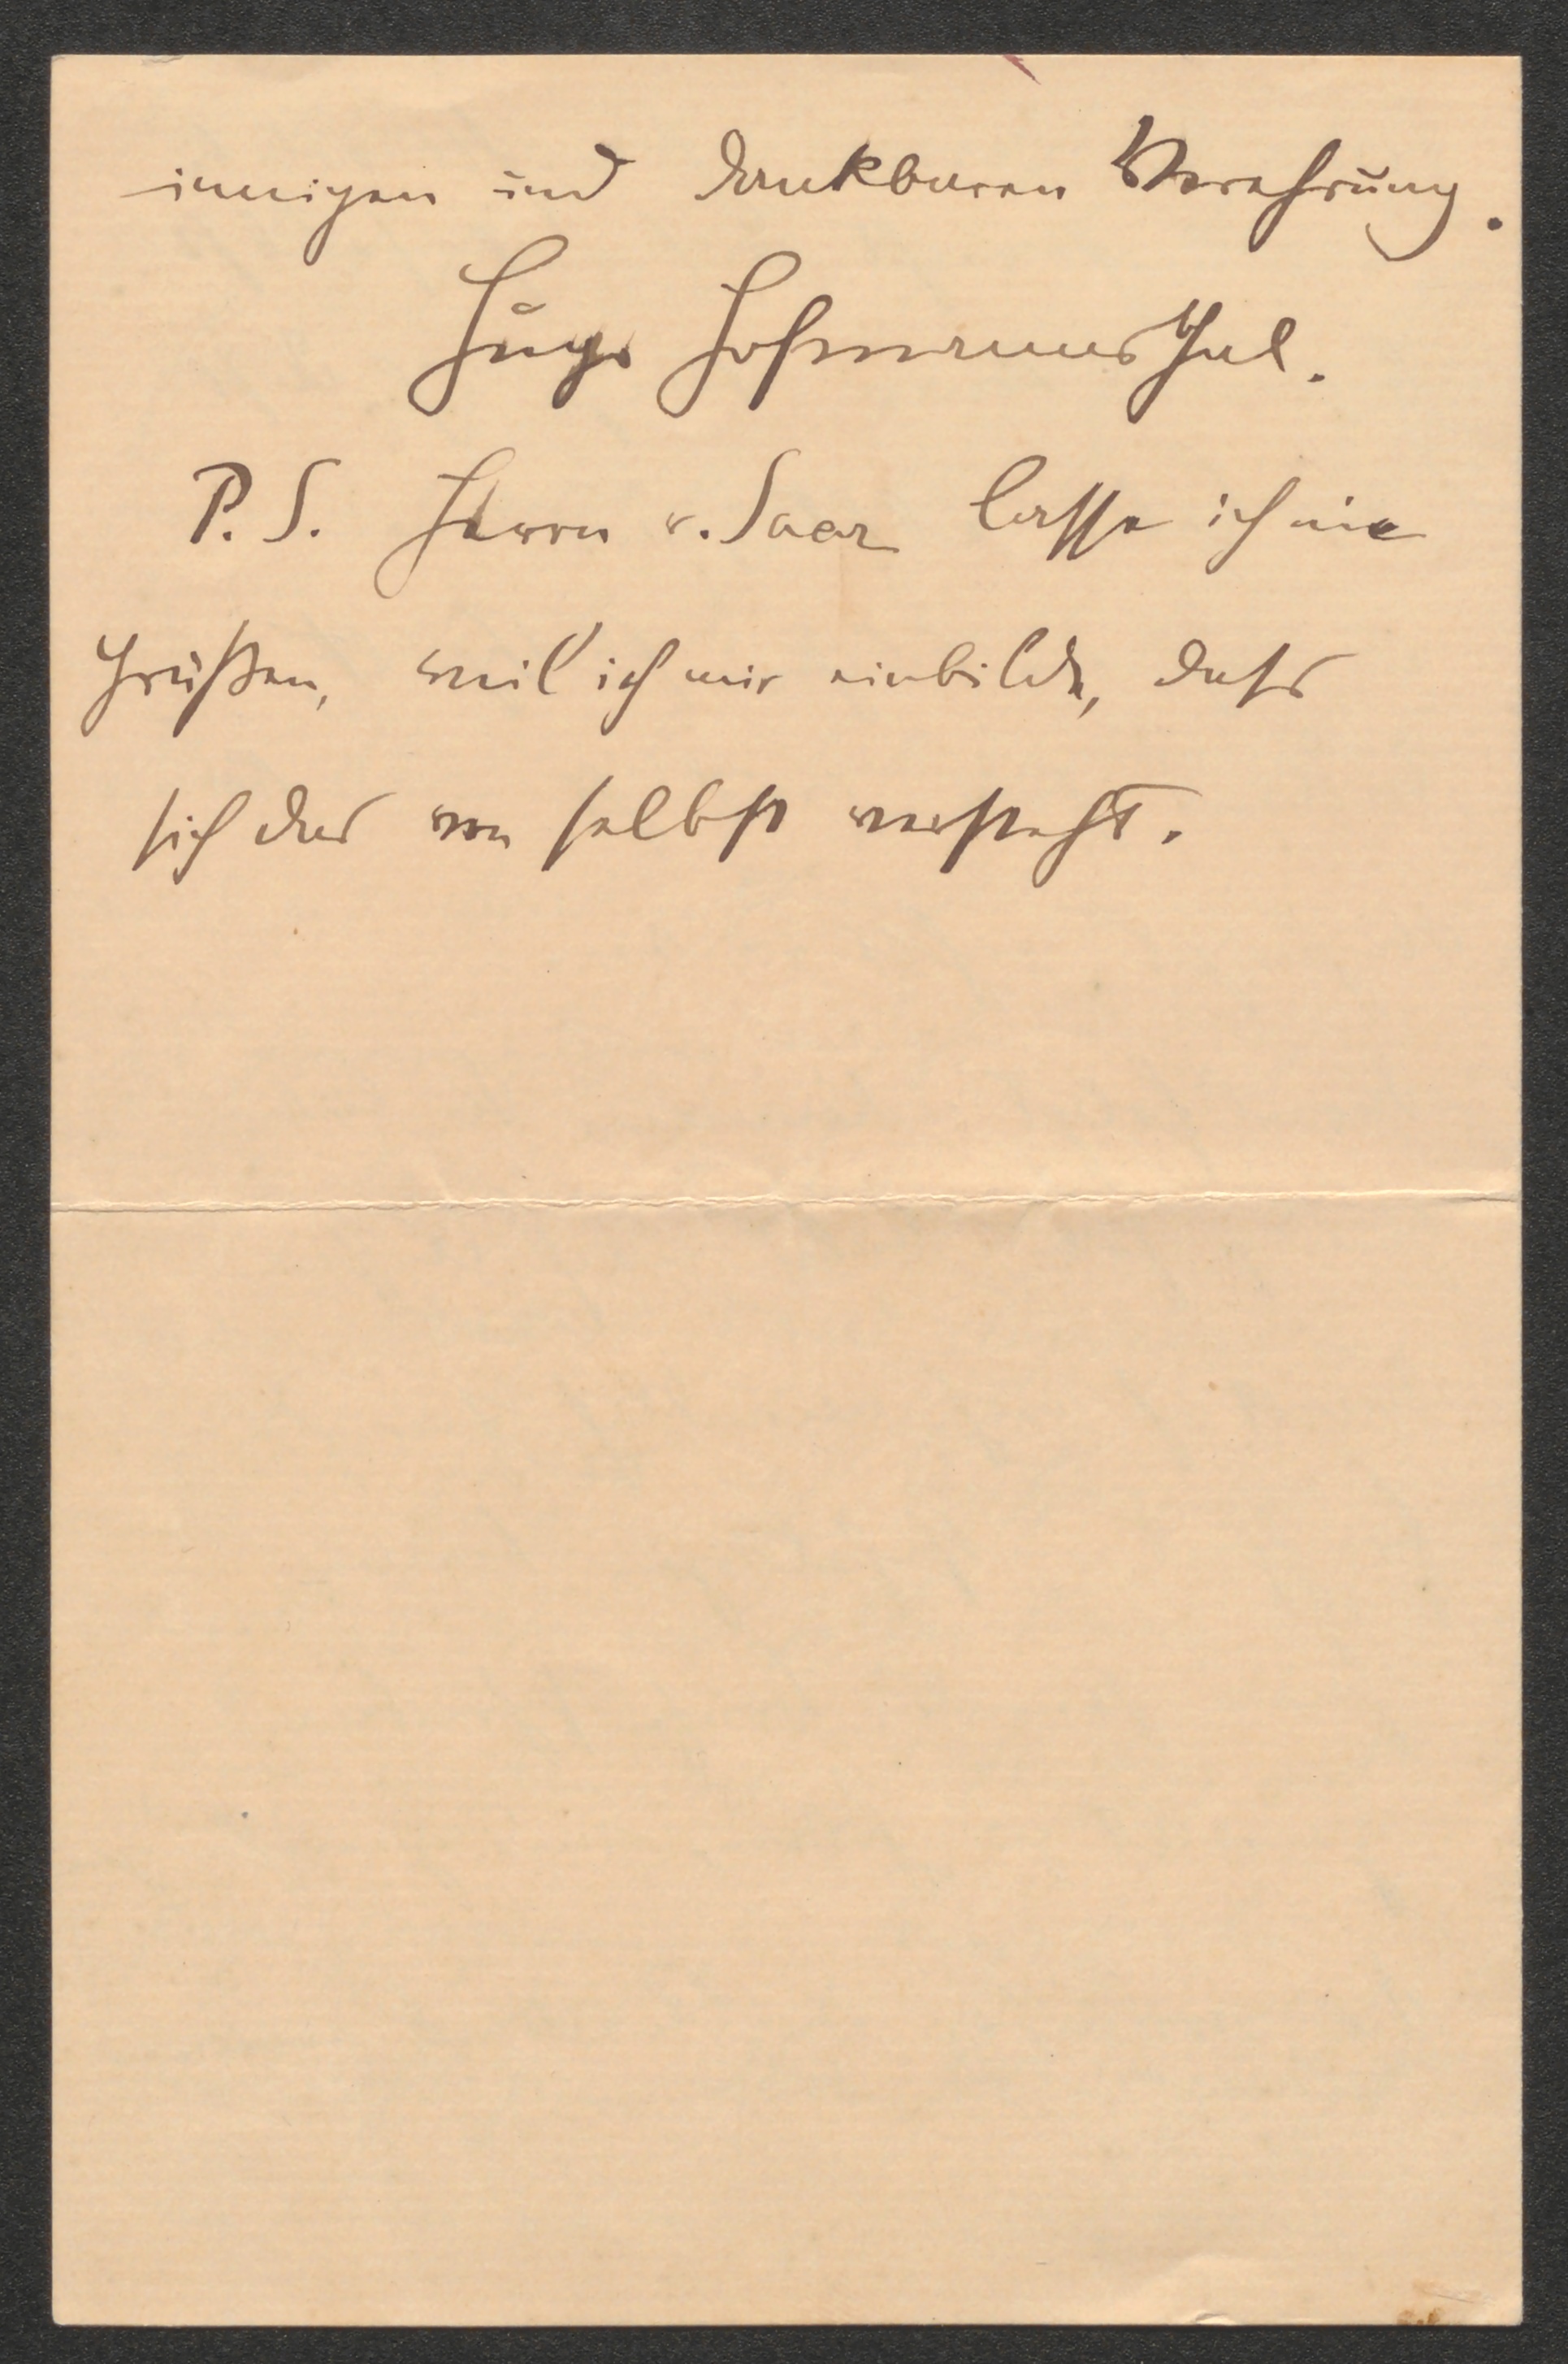 innigen und dankbaren Verehrung.
Hugo Hofmannsthal.
P. S. Herrn v. Saar lasse ich nie
grüßen, weil ich mir einbilde, dass
sich das von selbst versteht.